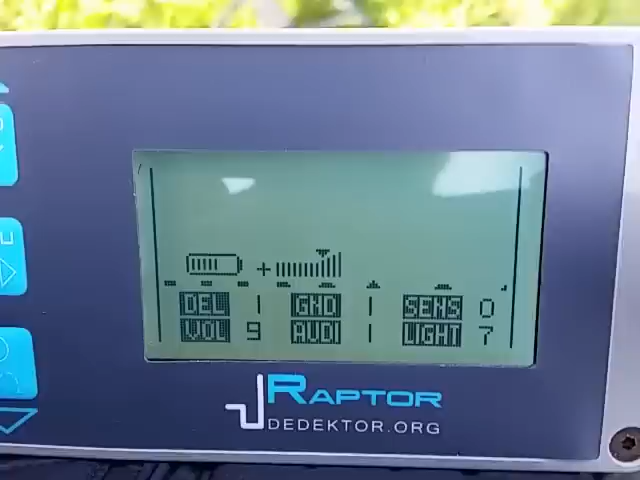 DEL 1 GND 1 SENS 0
VOL 9 AUDI 1 LIGHT 7
RAPTOR
DEDEKTOR.ORG